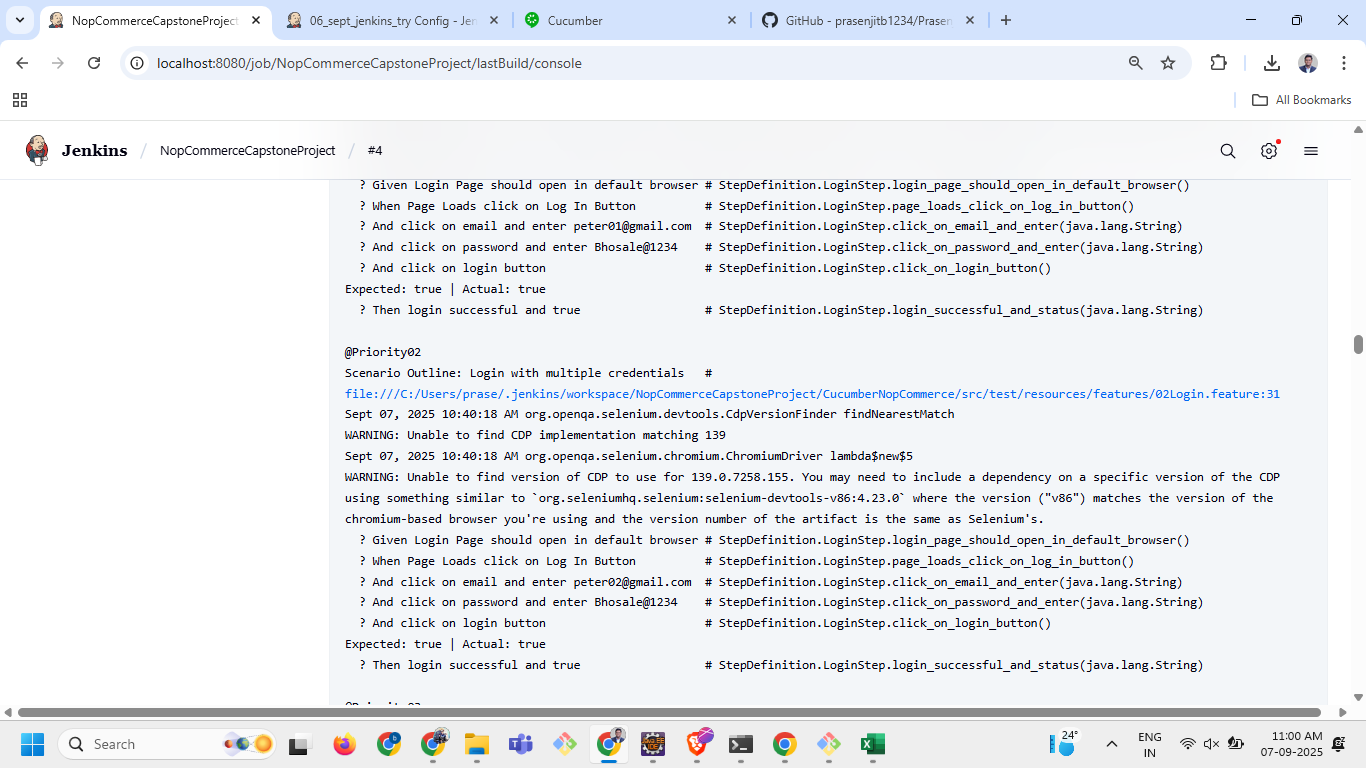 NopCommerceCapstoneProject
06_sept_jenkins_try Config - Jen
Cucumber
GitHub - prasenjitb1234/Prasen
localhost:8080/job/NopCommerceCapstoneProject/lastBuild/console
All Bookmarks
Jenkins / NopCommerceCapstoneProject / #4
? Given Login Page should open in default browser # StepDefinition.LoginStep.login_page_should_open_in_default_browser()
? When Page Loads click on Log In Button # StepDefinition.LoginStep.page_loads_click_on_log_in_button()
? And click on email and enter peter01@gmail.com # StepDefinition.LoginStep.click_on_email_and_enter(java.lang.String)
? And click on password and enter Bhosale@1234 # StepDefinition.LoginStep.click_on_password_and_enter(java.lang.String)
? And click on login button # StepDefinition.LoginStep.click_on_login_button()
Expected: true | Actual: true
? Then login successful and true # StepDefinition.LoginStep.login_successful_and_status(java.lang.String)
@Priority02
Scenario Outline: Login with multiple credentials #
file:///C:/Users/prase/.jenkins/workspace/NopCommerceCapstoneProject/CucumberNopCommerce/src/test/resources/features/02Login.feature:31
Sept 07, 2025 10:40:18 AM org.openqa.selenium.devtools.CdpVersionFinder findNearestMatch
WARNING: Unable to find CDP implementation matching 139
Sept 07, 2025 10:40:18 AM org.openqa.selenium.chromium.ChromiumDriver lambda$new$5
WARNING: Unable to find version of CDP to use for 139.0.7258.155. You may need to include a dependency on a specific version of the CDP
using something similar to `org.seleniumhq.selenium:selenium-devtools-v86:4.23.0` where the version ("v86") matches the version of the
chromium-based browser you're using and the version number of the artifact is the same as Selenium's.
? Given Login Page should open in default browser # StepDefinition.LoginStep.login_page_should_open_in_default_browser()
? When Page Loads click on Log In Button # StepDefinition.LoginStep.page_loads_click_on_log_in_button()
? And click on email and enter peter02@gmail.com # StepDefinition.LoginStep.click_on_email_and_enter(java.lang.String)
? And click on password and enter Bhosale@1234 # StepDefinition.LoginStep.click_on_password_and_enter(java.lang.String)
? And click on login button # StepDefinition.LoginStep.click_on_login_button()
Expected: true | Actual: true
? Then login successful and true # StepDefinition.LoginStep.login_successful_and_status(java.lang.String)
Search
24°
ENG
IN
11:00 AM
07-09-2025